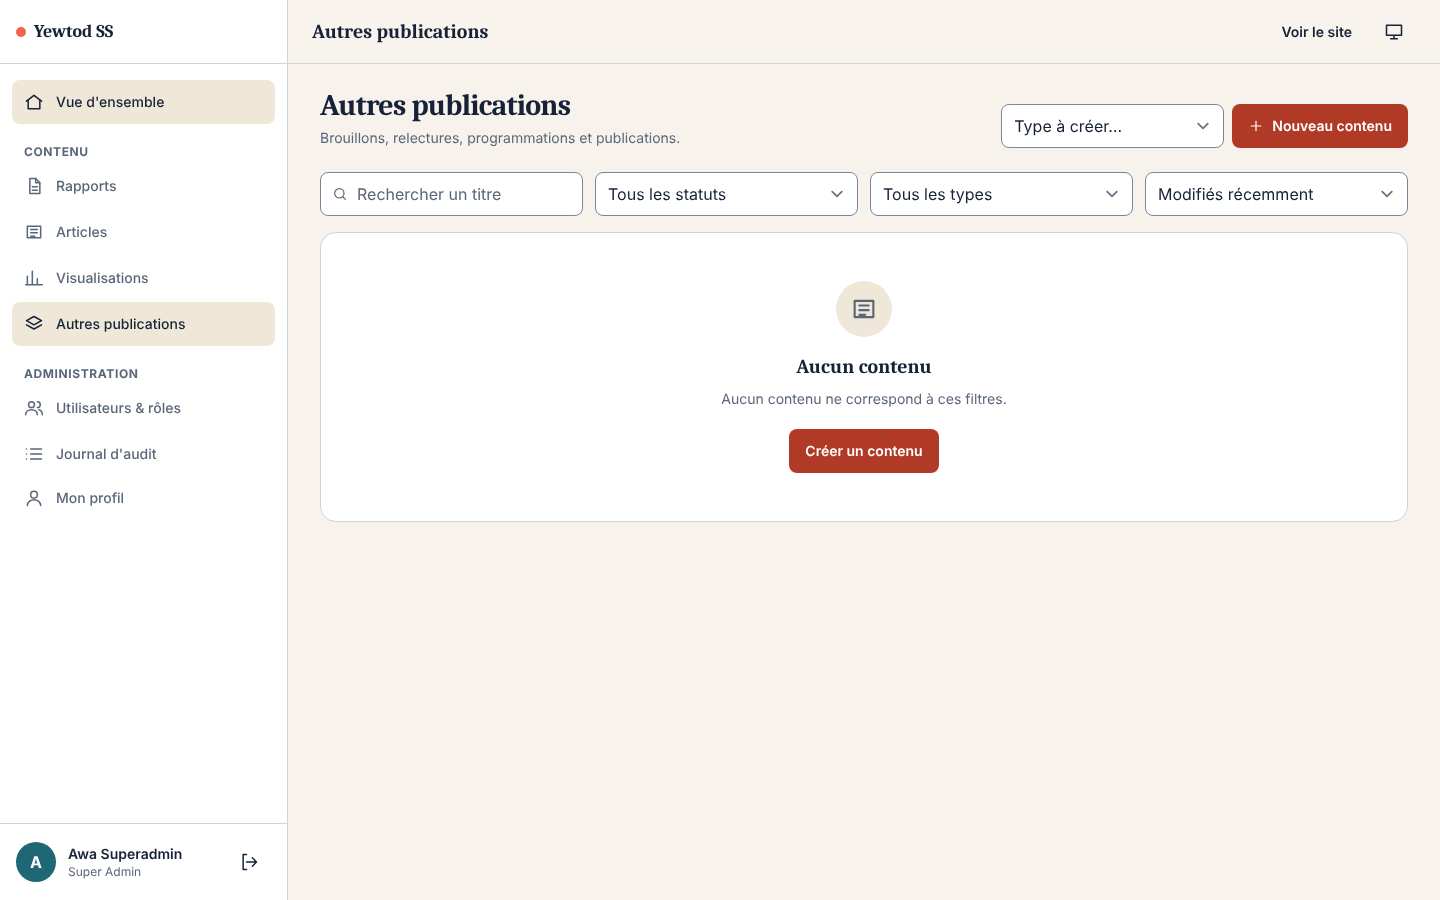 Yewtod SS
Autres publications
Voir le site
Vue d'ensemble
CONTENU
Rapports
Articles
Visualisations
Autres publications
ADMINISTRATION
Utilisateurs & rôles
Journal d'audit
Mon profil
Awa Superadmin
Super Admin
A
Autres publications
Brouillons, relectures, programmations et publications.
Type à créer...
Nouveau contenu
Rechercher un titre
Tous les statuts
Tous les types
Modifiés récemment
Aucun contenu
Aucun contenu ne correspond à ces filtres.
Créer un contenu